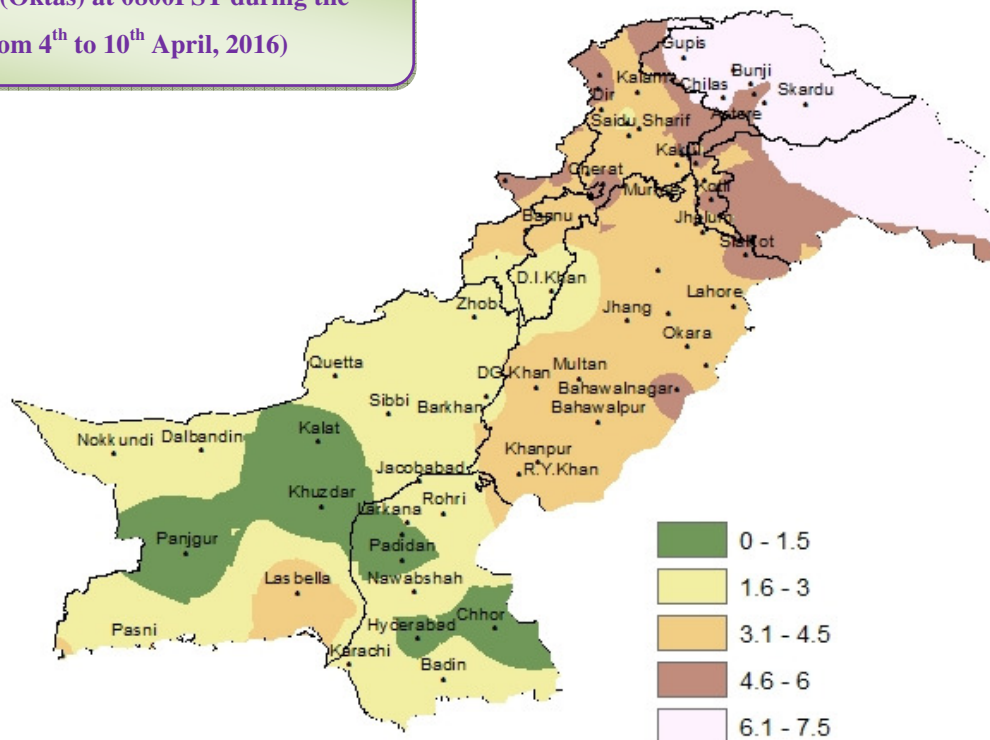 (Oktas) at 0800PST during the
om 4th to 10th April, 2016)
Gupis
Bunji
Kalam
Chilas
Skardu
Dir
Astore
Saidu Sharif
Cherat
Kotli
Bannu
Jhelum
Sialkot
D.I.Khan
Zhob
Lahore
Jhang
Okara
Quetta
DG Khan
Multan
Sibbi
Barkhan
Bahawalnagar
Bahawalpur
Nokkundi
Dalbandin
Kalat
Khanpur
Jacobabad
R.Y.Khan
Khuzdar
Rohri
Larkana
Panjgur
Padidan
Lasbella
Nawabshah
Pasni
Hyderabad
Chhor
Karachi
Badin
0 - 1.5
1.6 - 3
3.1 - 4.5
4.6 - 6
6.1 - 7.5